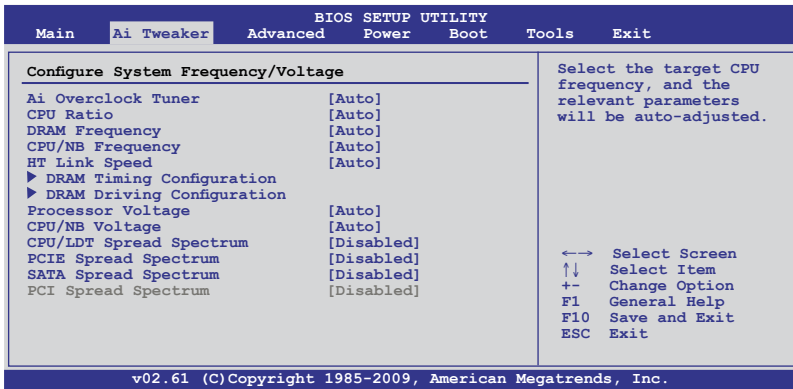 BIOS SETUP UTILITY
Main Ai Tweaker Advanced Power Boot Tools Exit
Configure System Frequency/Voltage
Ai Overclock Tuner [Auto]
CPU Ratio [Auto]
DRAM Frequency [Auto]
CPU/NB Frequency [Auto]
HT Link Speed [Auto]
DRAM Timing Configuration
DRAM Driving Configuration
Processor Voltage [Auto]
CPU/NB Voltage [Auto]
CPU/LDT Spread Spectrum [Disabled]
PCIE Spread Spectrum [Disabled]
SATA Spread Spectrum [Disabled]
PCI Spread Spectrum [Disabled]
Select the target CPU
frequency, and the
relevant parameters
will be auto-adjusted.
←→ Select Screen
↑↓ Select Item
+- Change Option
F1 General Help
F10 Save and Exit
ESC Exit
v02.61 (C)Copyright 1985-2009, American Megatrends, Inc.